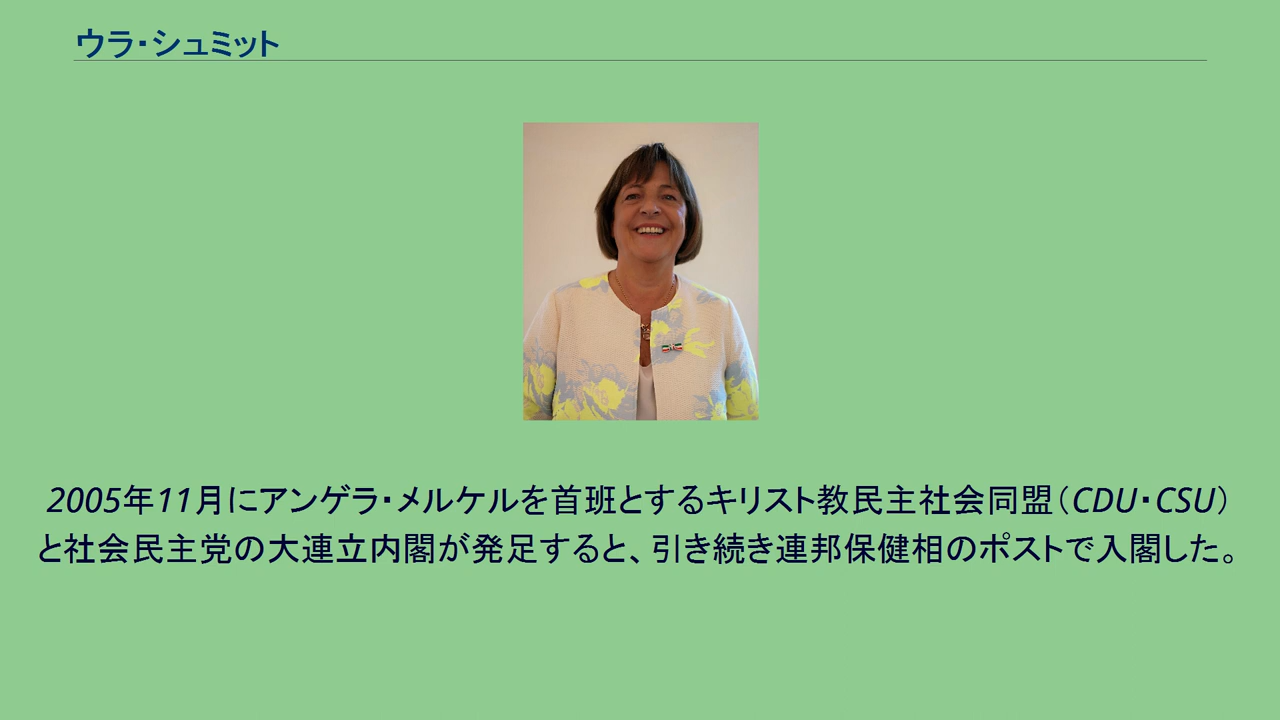 ウラ・シュミット
2005年11月にアンゲラ・メルケルを首班とするキリスト教民主社会同盟（CDU・CSU）
と社会民主党の大連立内閣が発足すると、引き続き連邦保健相のポストで入閣した。